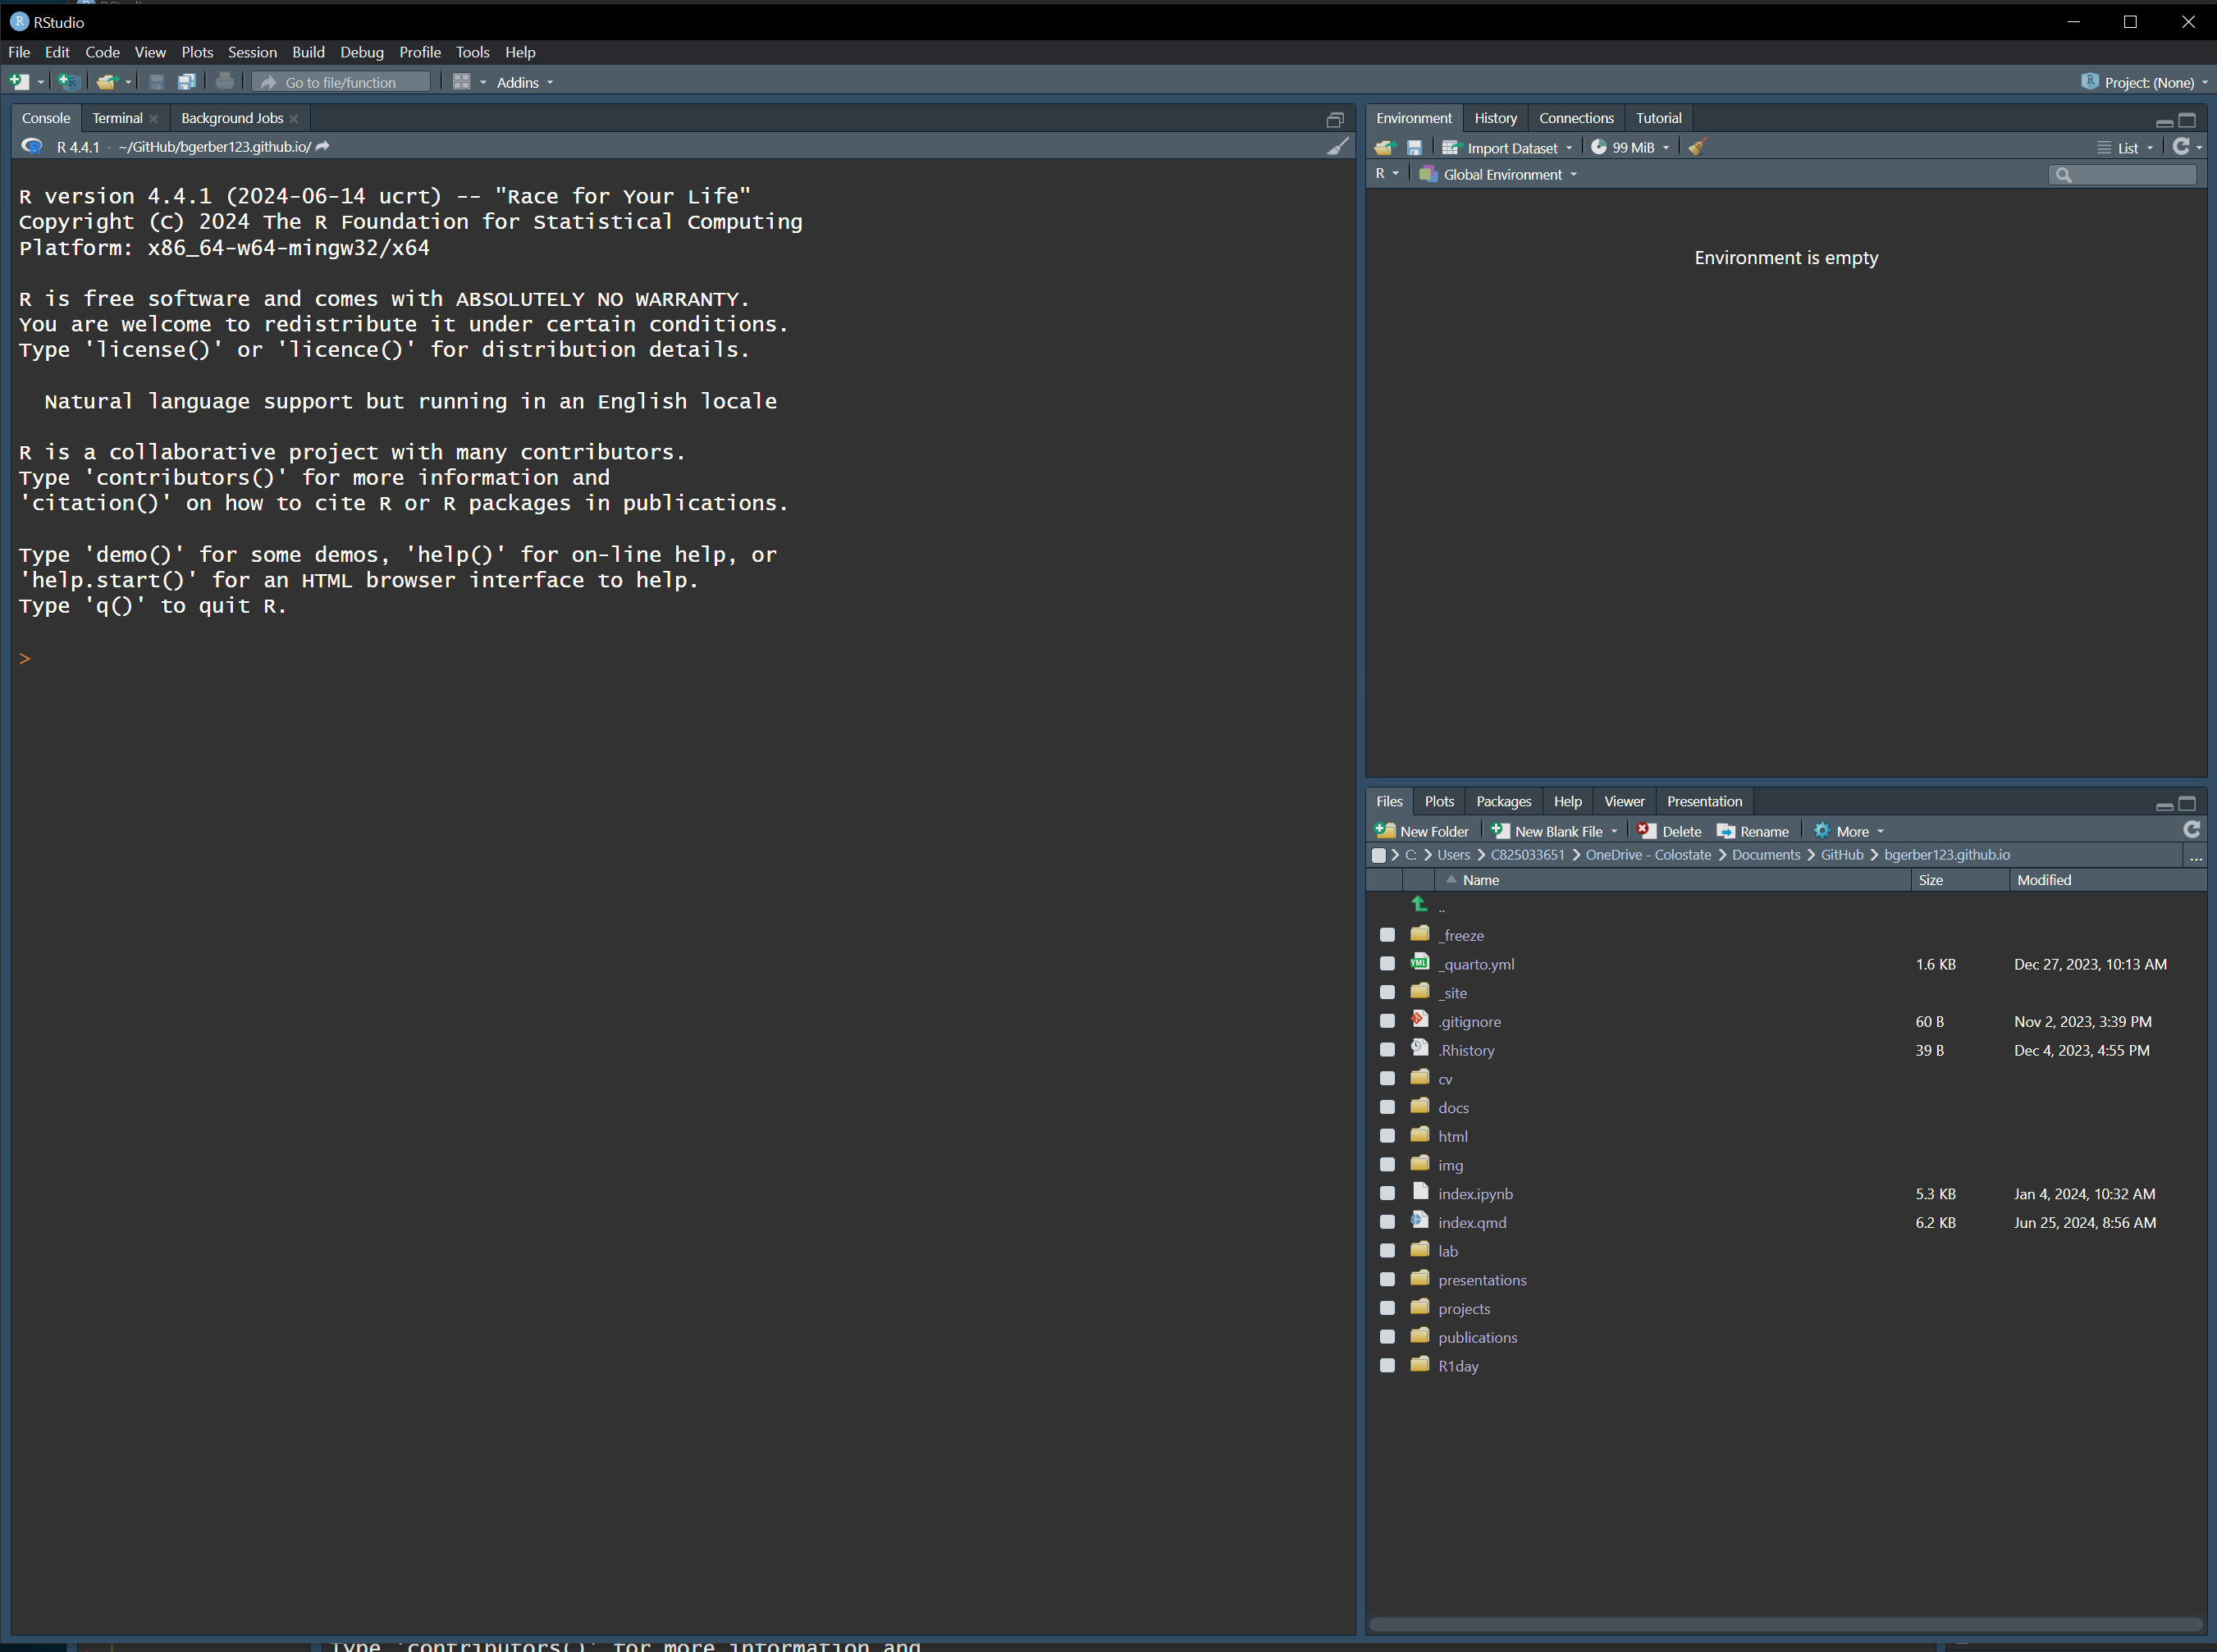 RStudio
File Edit Code View Plots Session Build Debug Profile Tools Help
Go to file/function Addins Project: (None)
Console Terminal Background Jobs
R 4.4.1 · ~/GitHub/bgerber123.github.io/
R version 4.4.1 (2024-06-14 ucrt) -- "Race for Your Life"
Copyright (C) 2024 The R Foundation for Statistical Computing
Platform: x86_64-w64-mingw32/x64
R is free software and comes with ABSOLUTELY NO WARRANTY.
You are welcome to redistribute it under certain conditions.
Type 'license()' or 'licence()' for distribution details.
Natural language support but running in an English locale
R is a collaborative project with many contributors.
Type 'contributors()' for more information and
'citation()' on how to cite R or R packages in publications.
Type 'demo()' for some demos, 'help()' for on-line help, or
'help.start()' for an HTML browser interface to help.
Type 'q()' to quit R.
>
Environment History Connections Tutorial
Import Dataset 99 MiB List
R Global Environment
Environment is empty
Files Plots Packages Help Viewer Presentation
New Folder New Blank File Delete Rename More
C: Users C825033651 OneDrive - Colostate Documents GitHub bgerber123.github.io ...
Name Size Modified
..
_freeze
_quarto.yml 1.6 KB Dec 27, 2023, 10:13 AM
_site
.gitignore 60 B Nov 2, 2023, 3:39 PM
.Rhistory 39 B Dec 4, 2023, 4:55 PM
cv
docs
html
img
index.ipynb 5.3 KB Jan 4, 2024, 10:32 AM
index.qmd 6.2 KB Jun 25, 2024, 8:56 AM
lab
presentations
projects
publications
R1day
Type 'contributors()' for more information and